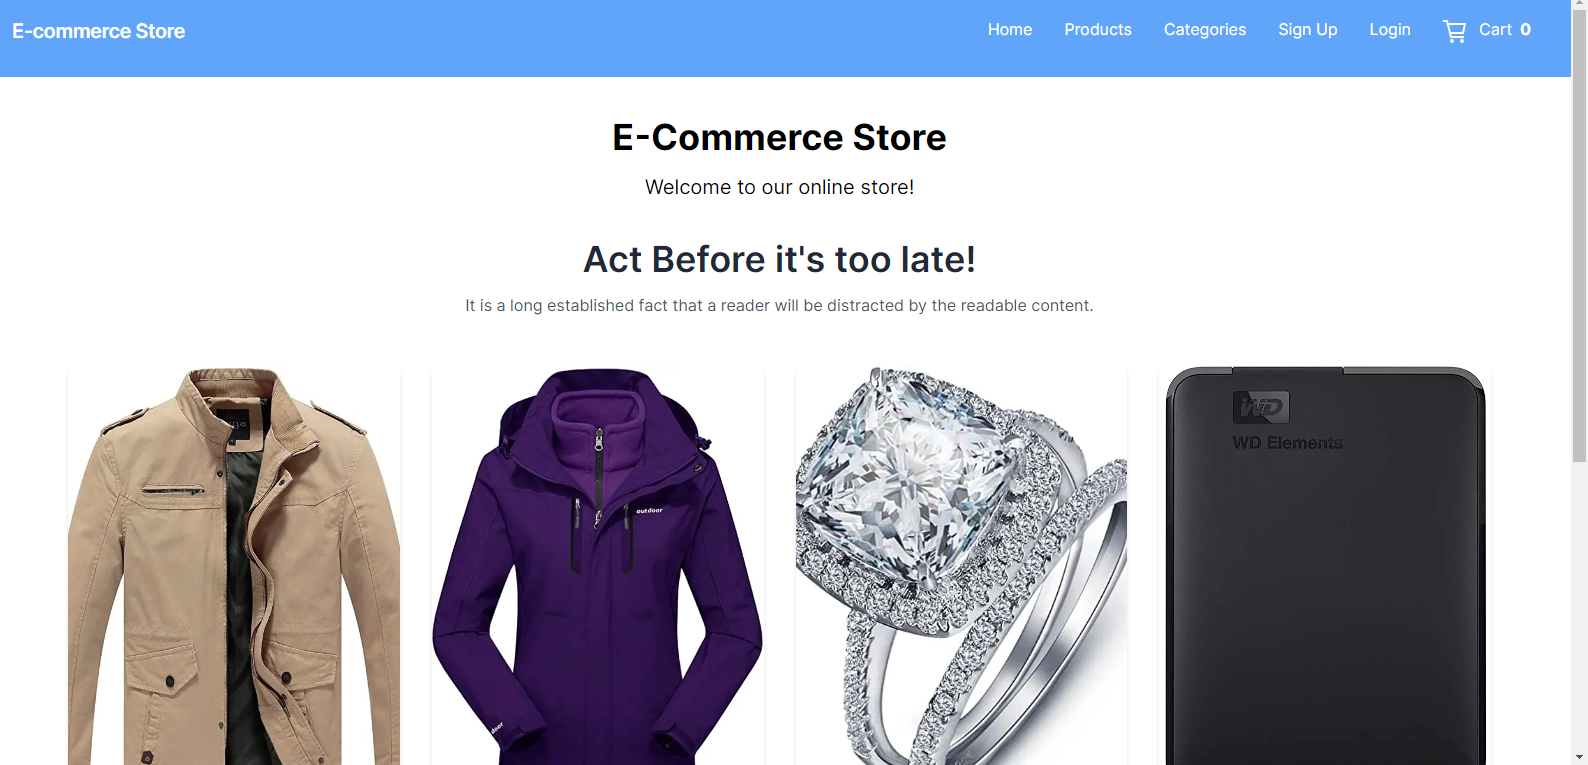 E-commerce Store
Home Products Categories Sign Up Login Cart 0
E-Commerce Store
Welcome to our online store!
Act Before it's too late!
It is a long established fact that a reader will be distracted by the readable content.
outdoor
WD
WD Elements